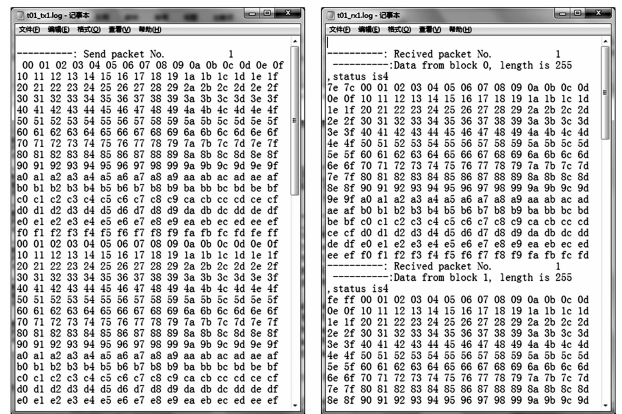 t01_tx1.log - 记事本
文件(F) 编辑(E) 格式(O) 查看(V) 帮助(H)
----------: Send packet No. 1
00 01 02 03 04 05 06 07 08 09 0a 0b 0c 0d 0e 0f
10 11 12 13 14 15 16 17 18 19 1a 1b 1c 1d 1e 1f
20 21 22 23 24 25 26 27 28 29 2a 2b 2c 2d 2e 2f
30 31 32 33 34 35 36 37 38 39 3a 3b 3c 3d 3e 3f
40 41 42 43 44 45 46 47 48 49 4a 4b 4c 4d 4e 4f
50 51 52 53 54 55 56 57 58 59 5a 5b 5c 5d 5e 5f
60 61 62 63 64 65 66 67 68 69 6a 6b 6c 6d 6e 6f
70 71 72 73 74 75 76 77 78 79 7a 7b 7c 7d 7e 7f
80 81 82 83 84 85 86 87 88 89 8a 8b 8c 8d 8e 8f
90 91 92 93 94 95 96 97 98 99 9a 9b 9c 9d 9e 9f
a0 a1 a2 a3 a4 a5 a6 a7 a8 a9 aa ab ac ad ae af
b0 b1 b2 b3 b4 b5 b6 b7 b8 b9 ba bb bc bd be bf
c0 c1 c2 c3 c4 c5 c6 c7 c8 c9 ca cb cc cd ce cf
d0 d1 d2 d3 d4 d5 d6 d7 d8 d9 da db dc dd de df
e0 e1 e2 e3 e4 e5 e6 e7 e8 e9 ea eb ec ed ee ef
f0 f1 f2 f3 f4 f5 f6 f7 f8 f9 fa fb fc fd fe ff
00 01 02 03 04 05 06 07 08 09 0a 0b 0c 0d 0e 0f
10 11 12 13 14 15 16 17 18 19 1a 1b 1c 1d 1e 1f
20 21 22 23 24 25 26 27 28 29 2a 2b 2c 2d 2e 2f
30 31 32 33 34 35 36 37 38 39 3a 3b 3c 3d 3e 3f
40 41 42 43 44 45 46 47 48 49 4a 4b 4c 4d 4e 4f
50 51 52 53 54 55 56 57 58 59 5a 5b 5c 5d 5e 5f
60 61 62 63 64 65 66 67 68 69 6a 6b 6c 6d 6e 6f
70 71 72 73 74 75 76 77 78 79 7a 7b 7c 7d 7e 7f
80 81 82 83 84 85 86 87 88 89 8a 8b 8c 8d 8e 8f
90 91 92 93 94 95 96 97 98 99 9a 9b 9c 9d 9e 9f
a0 a1 a2 a3 a4 a5 a6 a7 a8 a9 aa ab ac ad ae af
b0 b1 b2 b3 b4 b5 b6 b7 b8 b9 ba bb bc bd be bf
c0 c1 c2 c3 c4 c5 c6 c7 c8 c9 ca cb cc cd ce cf
d0 d1 d2 d3 d4 d5 d6 d7 d8 d9 da db dc dd de df
e0 e1 e2 e3 e4 e5 e6 e7 e8 e9 ea eb ec ed ee ef
t01_rx1.log - 记事本
文件(F) 编辑(E) 格式(O) 查看(V) 帮助(H)
----------: Recived packet No. 1
----------:Data from block 0, length is 255
,status is4
7e 7c 00 01 02 03 04 05 06 07 08 09 0a 0b 0c 0d
0e 0f 10 11 12 13 14 15 16 17 18 19 1a 1b 1c 1d
1e 1f 20 21 22 23 24 25 26 27 28 29 2a 2b 2c 2d
2e 2f 30 31 32 33 34 35 36 37 38 39 3a 3b 3c 3d
3e 3f 40 41 42 43 44 45 46 47 48 49 4a 4b 4c 4d
4e 4f 50 51 52 53 54 55 56 57 58 59 5a 5b 5c 5d
5e 5f 60 61 62 63 64 65 66 67 68 69 6a 6b 6c 6d
6e 6f 70 71 72 73 74 75 76 77 78 79 7a 7b 7c 7d
7e 7f 80 81 82 83 84 85 86 87 88 89 8a 8b 8c 8d
8e 8f 90 91 92 93 94 95 96 97 98 99 9a 9b 9c 9d
9e 9f a0 a1 a2 a3 a4 a5 a6 a7 a8 a9 aa ab ac ad
ae af b0 b1 b2 b3 b4 b5 b6 b7 b8 b9 ba bb bc bd
be bf c0 c1 c2 c3 c4 c5 c6 c7 c8 c9 ca cb cc cd
ce cf d0 d1 d2 d3 d4 d5 d6 d7 d8 d9 da db dc dd
de df e0 e1 e2 e3 e4 e5 e6 e7 e8 e9 ea eb ec ed
ee ef f0 f1 f2 f3 f4 f5 f6 f7 f8 f9 fa fb fc fd
----------: Recived packet No. 1
----------:Data from block 1, length is 255
,status is4
fe ff 00 01 02 03 04 05 06 07 08 09 0a 0b 0c 0d
0e 0f 10 11 12 13 14 15 16 17 18 19 1a 1b 1c 1d
1e 1f 20 21 22 23 24 25 26 27 28 29 2a 2b 2c 2d
2e 2f 30 31 32 33 34 35 36 37 38 39 3a 3b 3c 3d
3e 3f 40 41 42 43 44 45 46 47 48 49 4a 4b 4c 4d
4e 4f 50 51 52 53 54 55 56 57 58 59 5a 5b 5c 5d
5e 5f 60 61 62 63 64 65 66 67 68 69 6a 6b 6c 6d
6e 6f 70 71 72 73 74 75 76 77 78 79 7a 7b 7c 7d
7e 7f 80 81 82 83 84 85 86 87 88 89 8a 8b 8c 8d
8e 8f 90 91 92 93 94 95 96 97 98 99 9a 9b 9c 9d